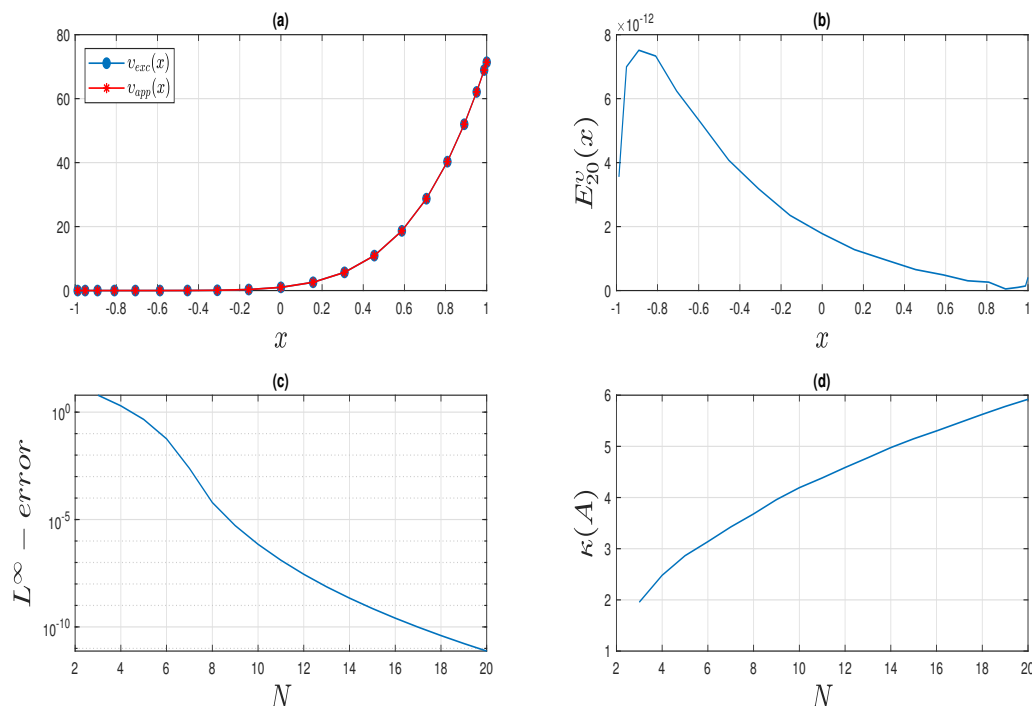 (a)
80
60
40
20
0
v_exc(x)
v_app(x)
-1 -0.8 -0.6 -0.4 -0.2 0 0.2 0.4 0.6 0.8 1
x
(b)
×10^-12
8
6
4
2
0
E^v_20(x)
-1 -0.8 -0.6 -0.4 -0.2 0 0.2 0.4 0.6 0.8 1
x
(c)
10^0
10^-5
10^-10
L^∞ − error
2 4 6 8 10 12 14 16 18 20
N
(d)
6
5
4
3
2
1
κ(A)
2 4 6 8 10 12 14 16 18 20
N